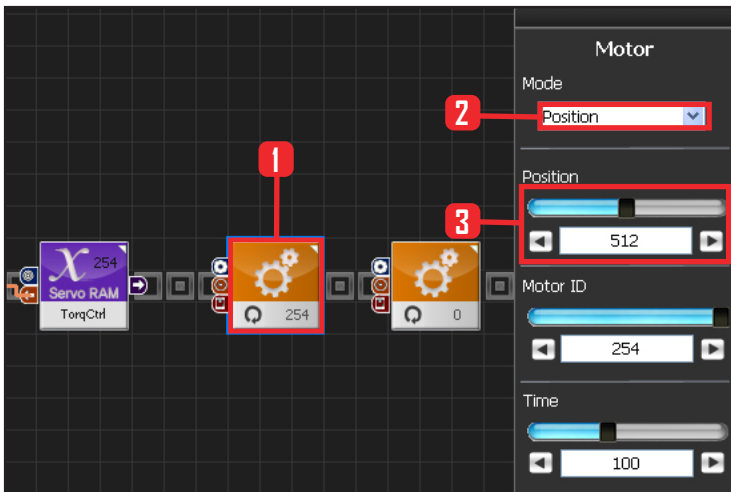 Motor
Mode
2
Position
1
Position
3
512
254
Servo RAM
TorqCtrl
254
0
Motor ID
254
Time
100